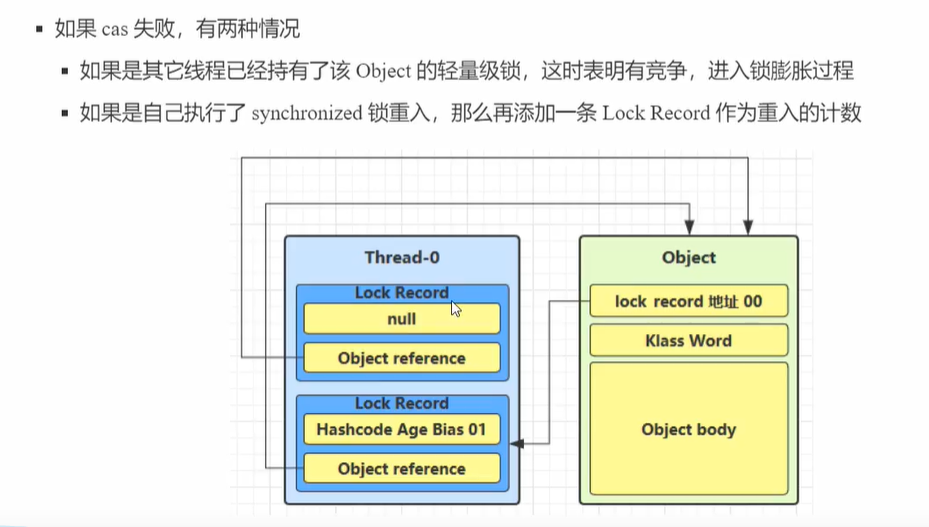 如果 cas 失败，有两种情况
如果是其它线程已经持有了该 Object 的轻量级锁，这时表明有竞争，进入锁膨胀过程
如果是自己执行了 synchronized 锁重入，那么再添加一条 Lock Record 作为重入的计数
Thread-0
Lock Record
null
Object reference
Lock Record
Hashcode Age Bias 01
Object reference
Object
lock record 地址 00
Klass Word
Object body